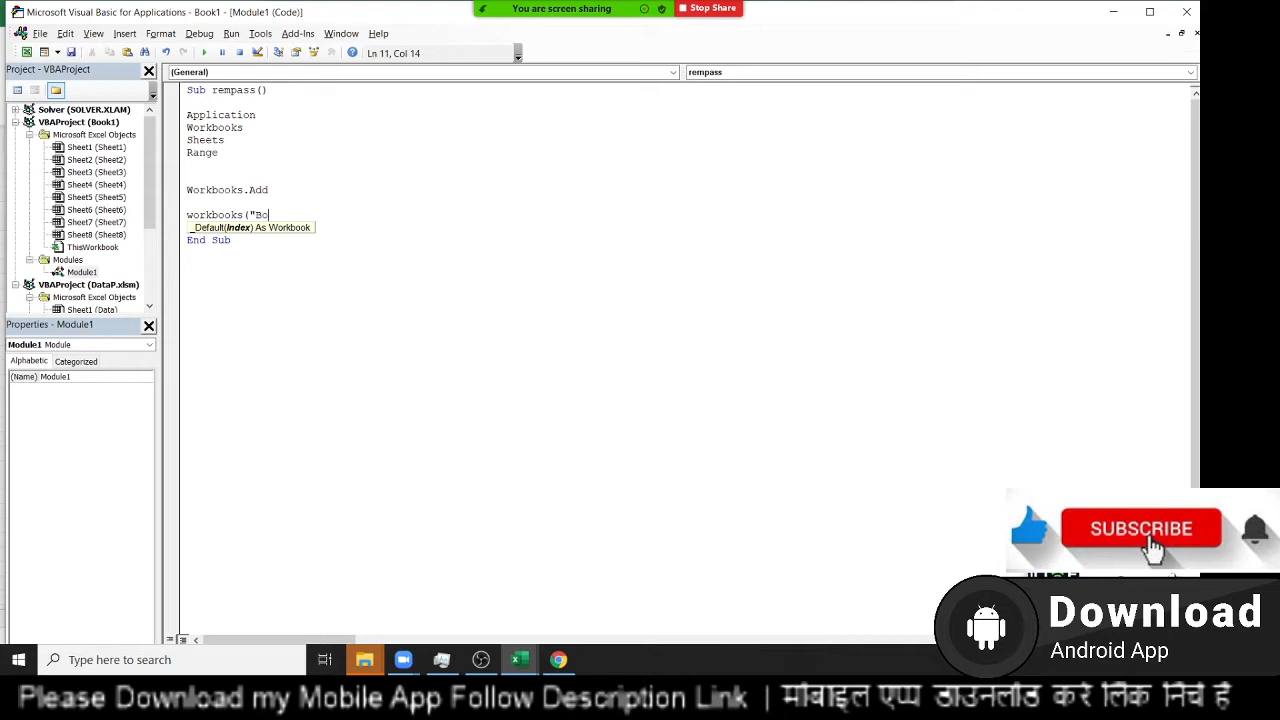 Microsoft Visual Basic for Applications - Book1 - [Module1 (Code)]
You are screen sharing
Stop Share
File Edit View Insert Format Debug Run Tools Add-Ins Window Help
Ln 11, Col 14
Project - VBAProject
(General)
rempass
Solver (SOLVER.XLAM)
VBAProject (Book1)
Microsoft Excel Objects
Sheet1 (Sheet1)
Sheet2 (Sheet2)
Sheet3 (Sheet3)
Sheet4 (Sheet4)
Sheet5 (Sheet5)
Sheet6 (Sheet6)
Sheet7 (Sheet7)
Sheet8 (Sheet8)
ThisWorkbook
Modules
Module1
VBAProject (DataP.xlsm)
Microsoft Excel Objects
Sheet1 (Data)
Sub rempass()
Application
Workbooks
Sheets
Range
Workbooks.Add
workbooks("Bo
_Default(Index) As Workbook
End Sub
Properties - Module1
Module1 Module
Alphabetic Categorized
(Name) Module1
SUBSCRIBE
Download
Android App
Type here to search
Please Download my Mobile App Follow Description Link | मोबाइल एप्प डाउनलोड करे लिंक निचे है